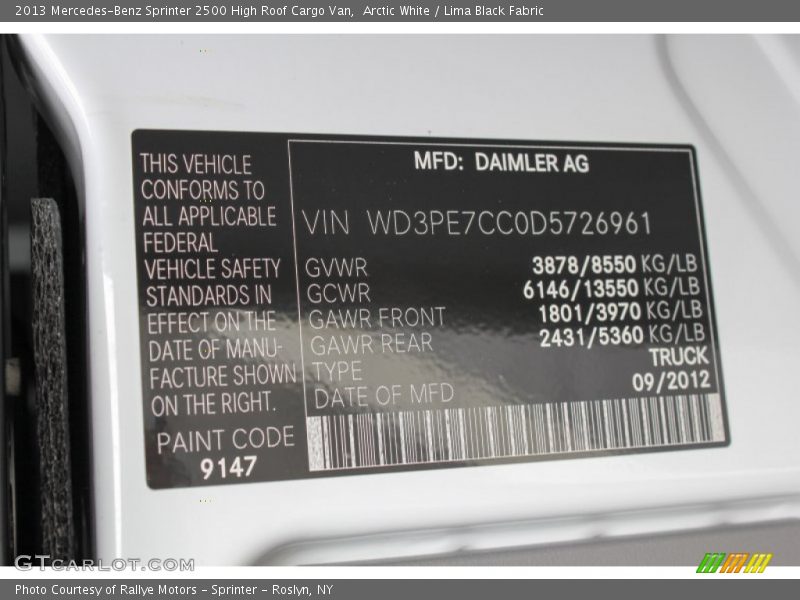 2013 Mercedes-Benz Sprinter 2500 High Roof Cargo Van,  Arctic White / Lima Black Fabric
THIS VEHICLE
CONFORMS TO
ALL APPLICABLE
FEDERAL
VEHICLE SAFETY
STANDARDS IN
EFFECT ON THE
DATE OF MANU-
FACTURE SHOWN
ON THE RIGHT.
PAINT CODE
9147
MFD: DAIMLER AG
VIN WD3PE7CC0D5726961
GVWR 3878/8550 KG/LB
GCWR 6146/13550 KG/LB
GAWR FRONT 1801/3970 KG/LB
GAWR REAR 2431/5360 KG/LB
TYPE TRUCK
DATE OF MFD 09/2012
GTCARLOT.COM
Photo Courtesy of Rallye Motors - Sprinter - Roslyn, NY